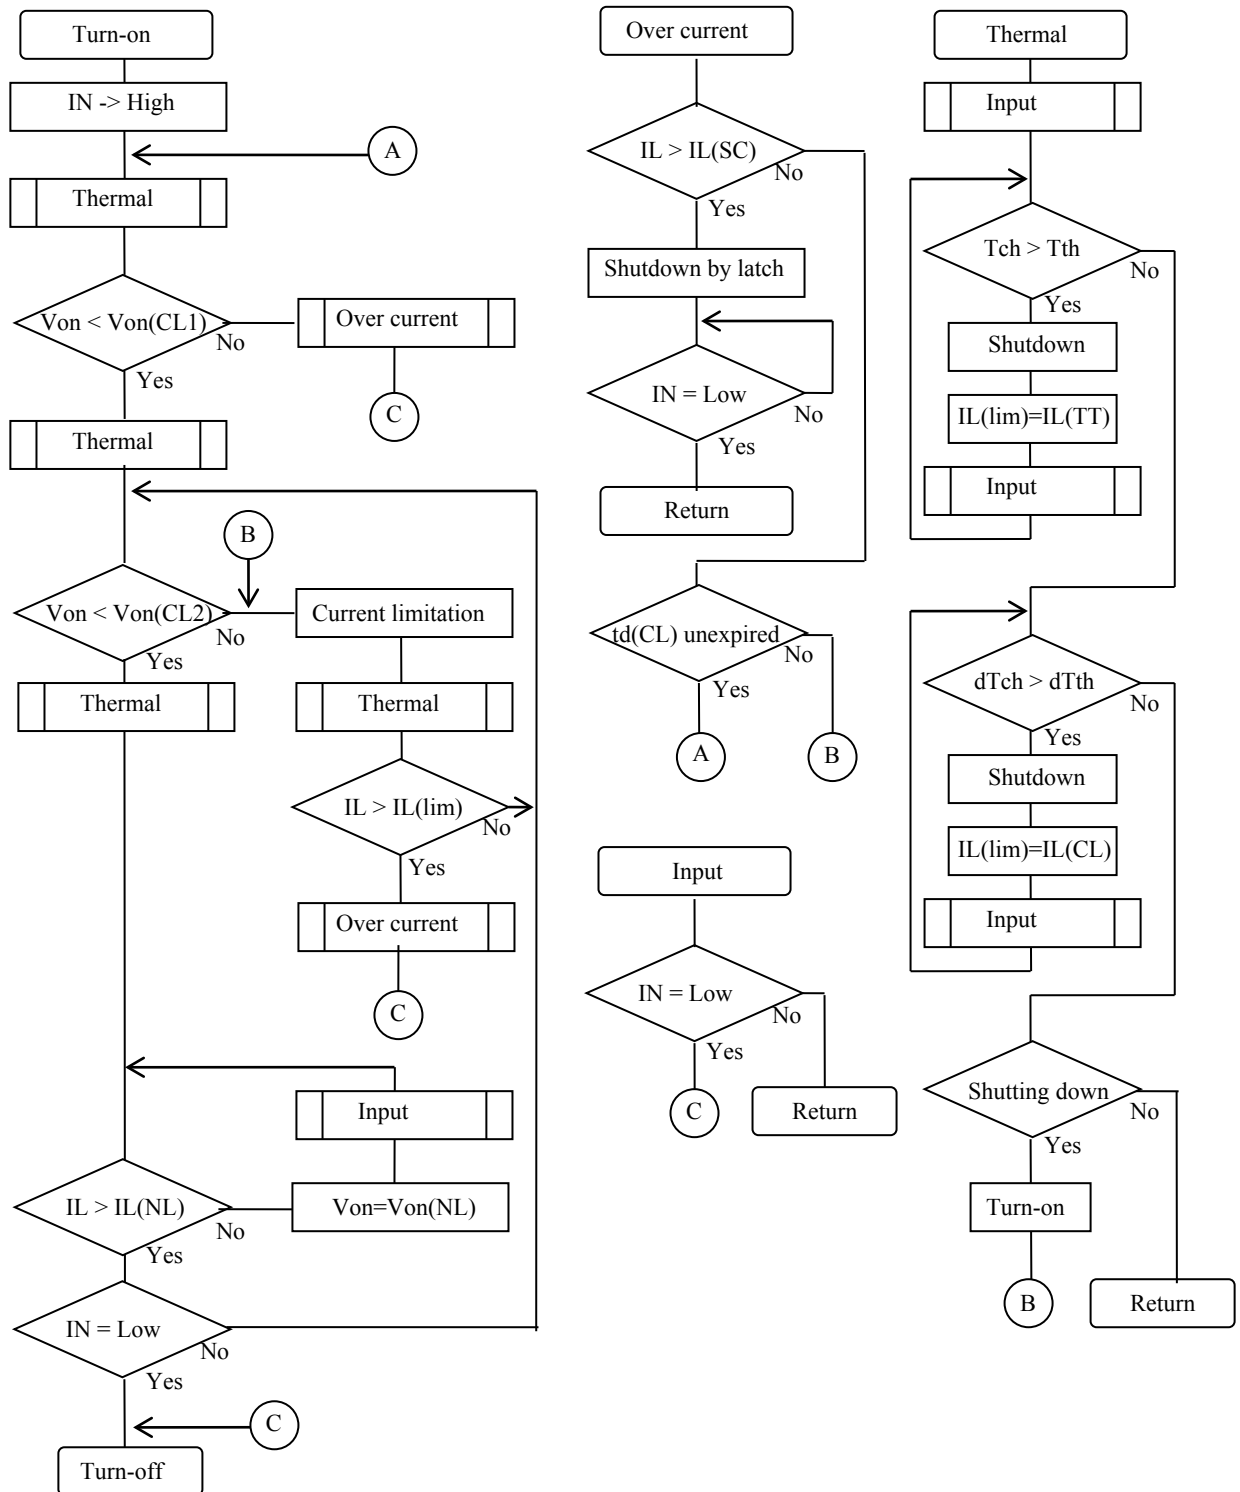 Turn-on
IN -> High
A
Thermal
Von < Von(CL1)
No
Yes
Over current
C
Thermal
B
Von < Von(CL2)
No
Yes
Current limitation
Thermal
Thermal
IL > IL(lim)
No
Yes
Over current
C
Input
IL > IL(NL)
No
Yes
Von=Von(NL)
IN = Low
No
Yes
C
Turn-off
Over current
IL > IL(SC)
No
Yes
Shutdown by latch
IN = Low
No
Yes
Return
td(CL) unexpired
No
Yes
A
B
Input
IN = Low
No
Yes
C
Return
Thermal
Input
Tch > Tth
No
Yes
Shutdown
IL(lim)=IL(TT)
Input
dTch > dTth
No
Yes
Shutdown
IL(lim)=IL(CL)
Input
Shutting down
No
Yes
Turn-on
B
Return